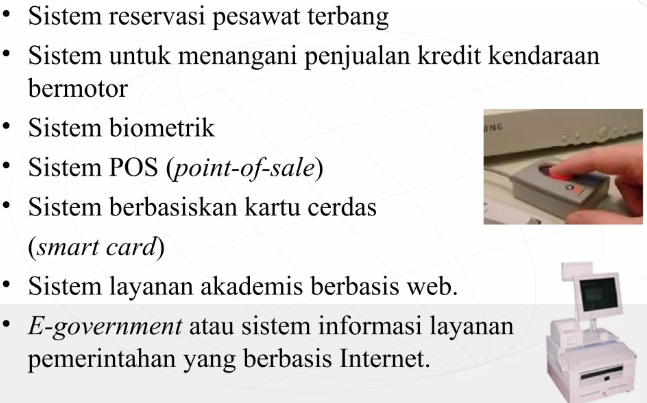 • Sistem reservasi pesawat terbang
• Sistem untuk menangani penjualan kredit kendaraan
bermotor
• Sistem biometrik
• Sistem POS (point-of-sale)
• Sistem berbasiskan kartu cerdas
(smart card)
• Sistem layanan akademis berbasis web.
• E-government atau sistem informasi layanan
pemerintahan yang berbasis Internet.